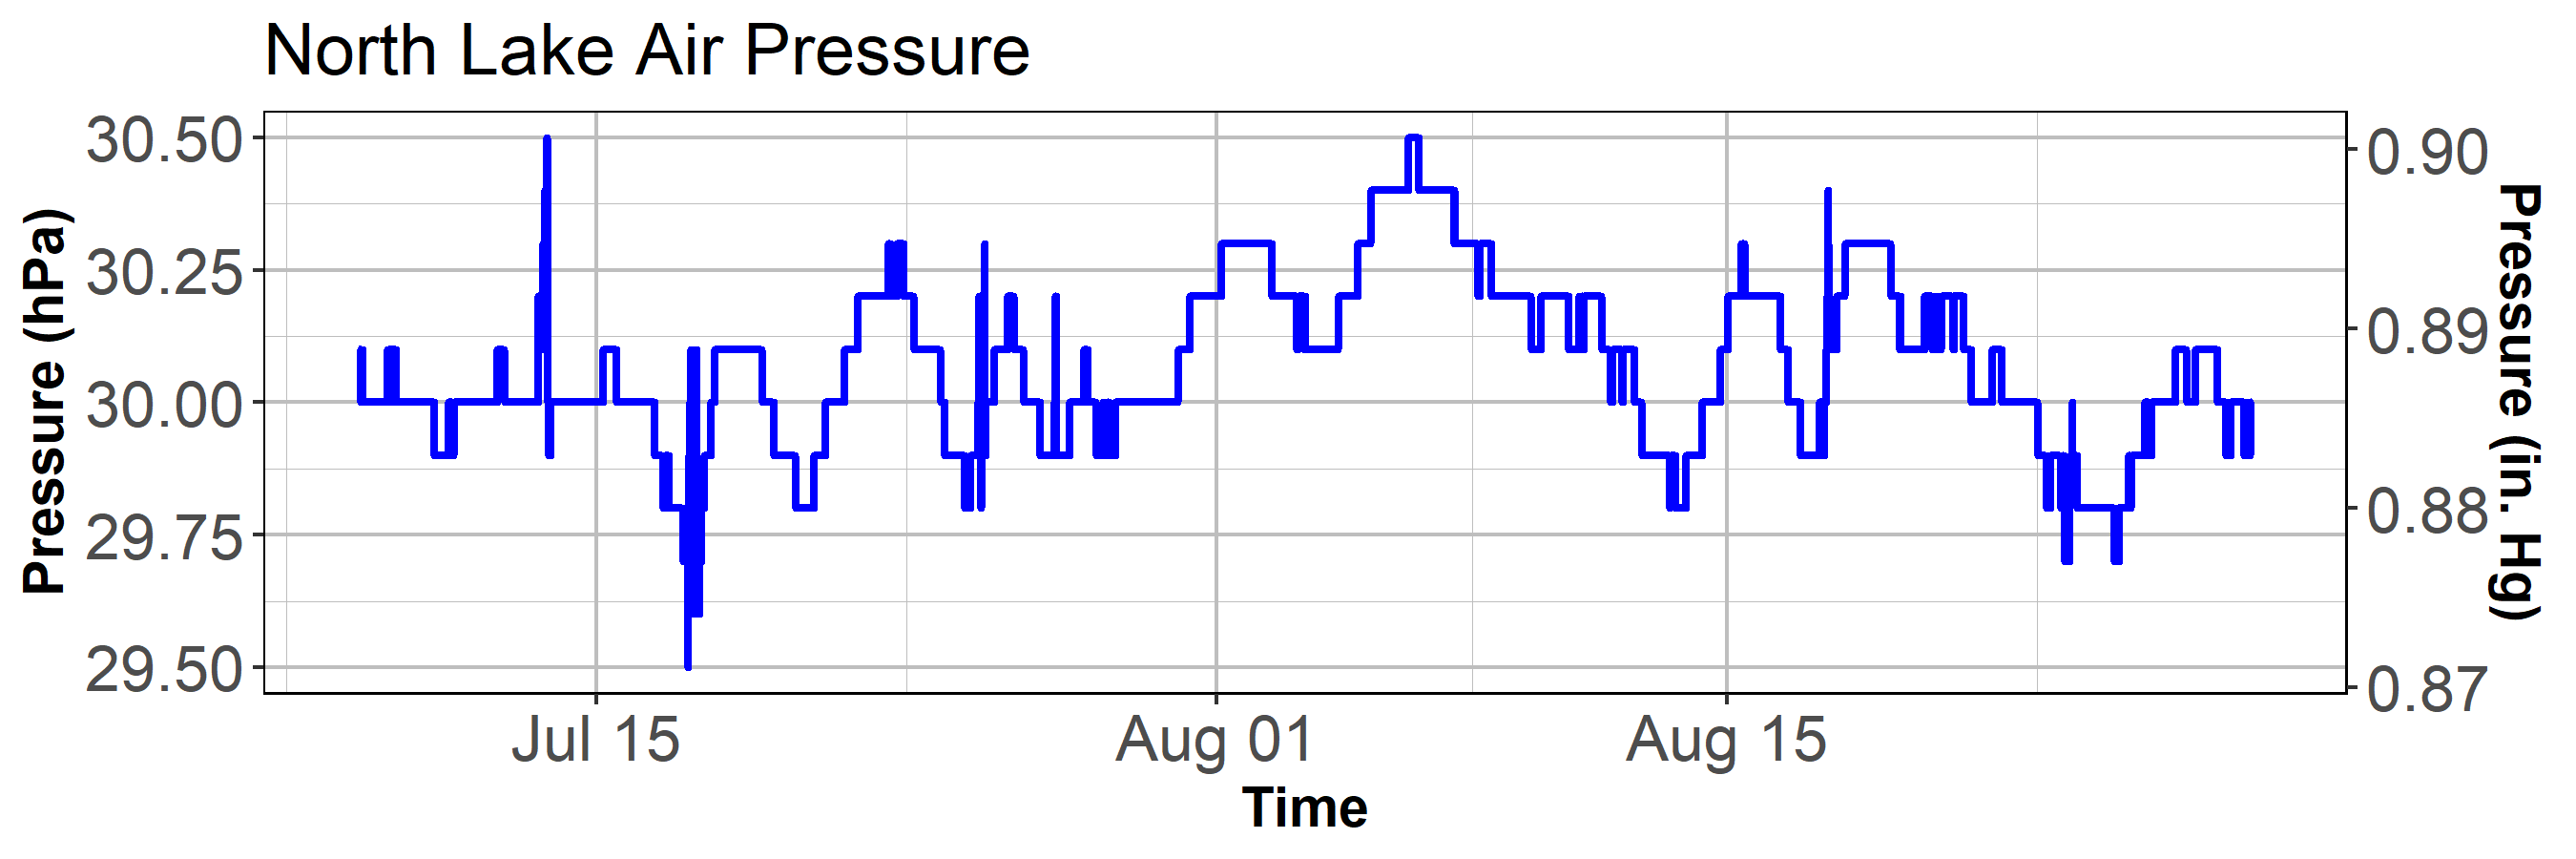 North Lake Air Pressure
Pressure (hPa)
30.50
30.25
30.00
29.75
29.50
0.90
0.89
0.88
0.87
Pressure (in. Hg)
Jul 15
Aug 01
Aug 15
Time